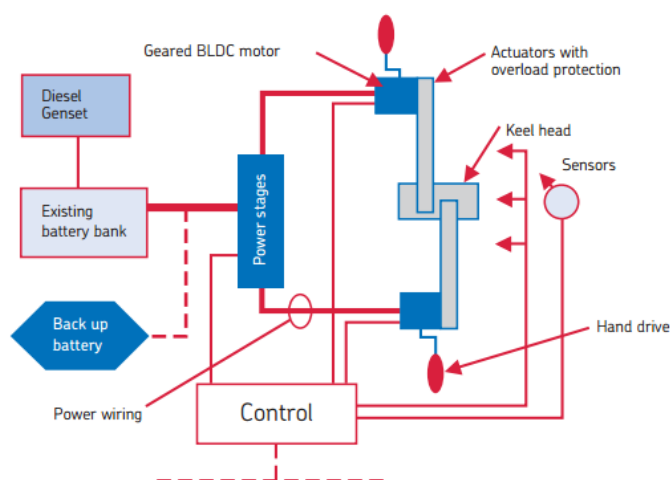 Geared BLDC motor
Actuators with
overload protection
Diesel
Genset
Keel head
Sensors
Existing
battery bank
Power stages
Back up
battery
Hand drive
Power wiring
Control